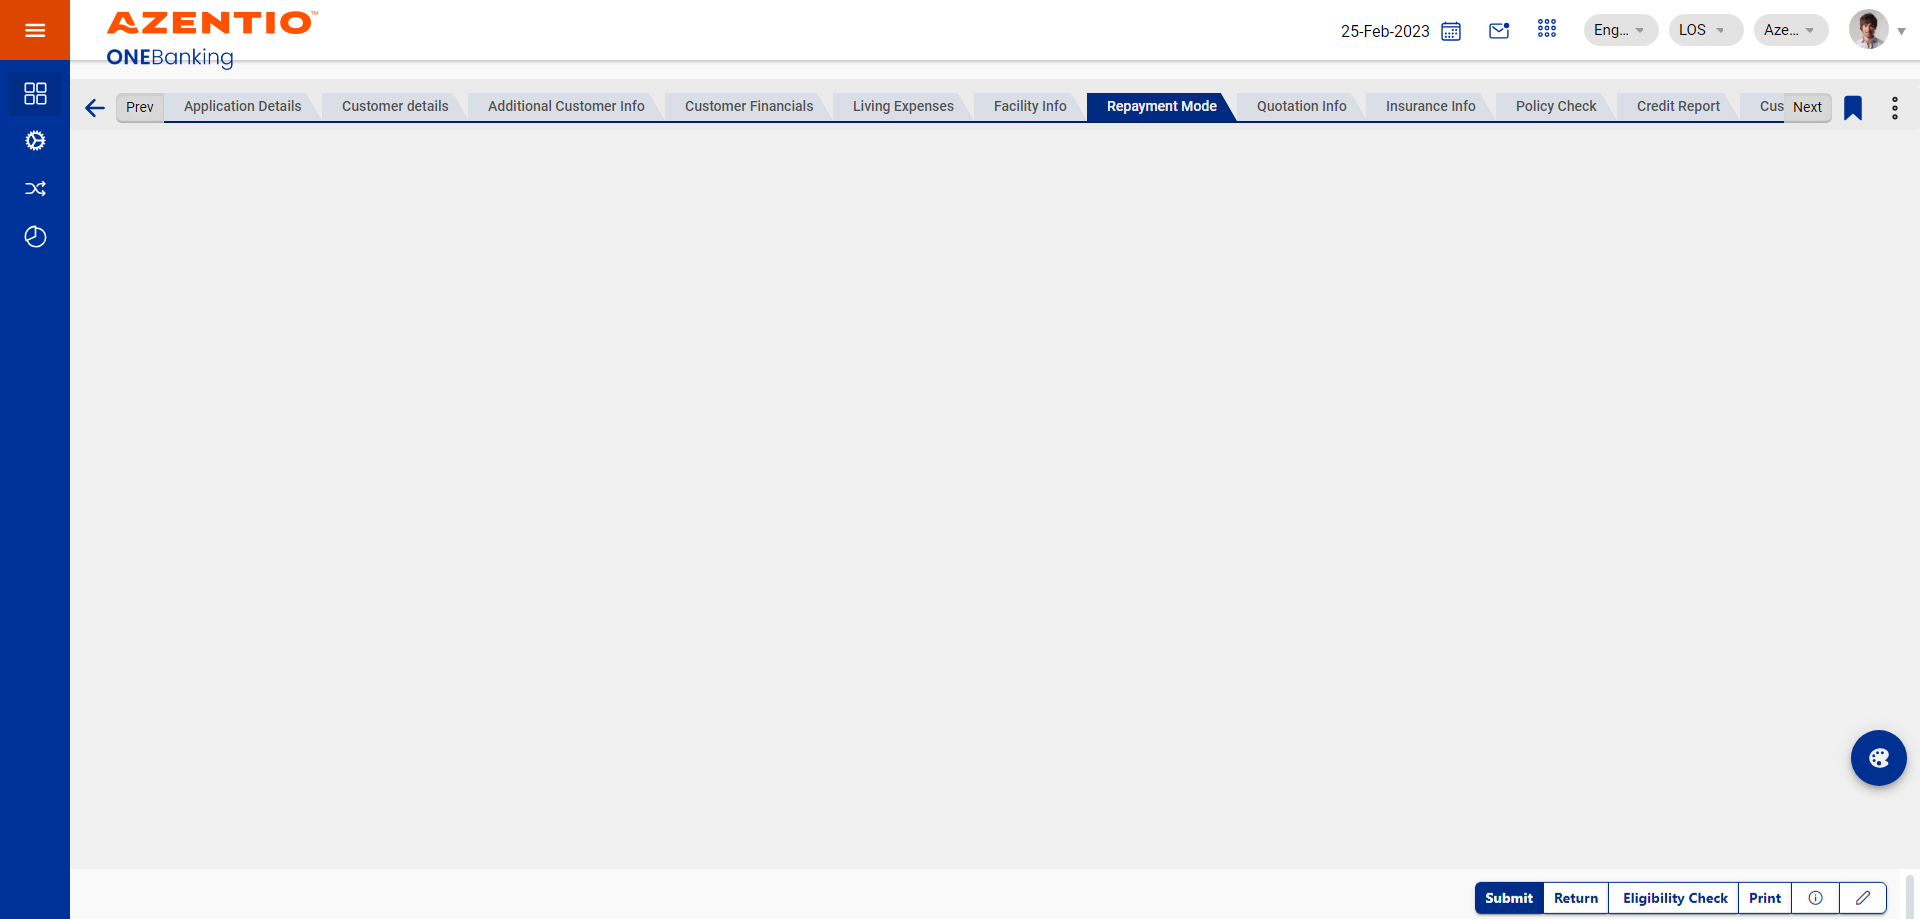 AZENTIO™
ONEBanking
25-Feb-2023
Eng...
LOS
Aze...
Prev
Application Details
Customer details
Additional Customer Info
Customer Financials
Living Expenses
Facility Info
Repayment Mode
Quotation Info
Insurance Info
Policy Check
Credit Report
Cus
Next
Submit
Return
Eligibility Check
Print